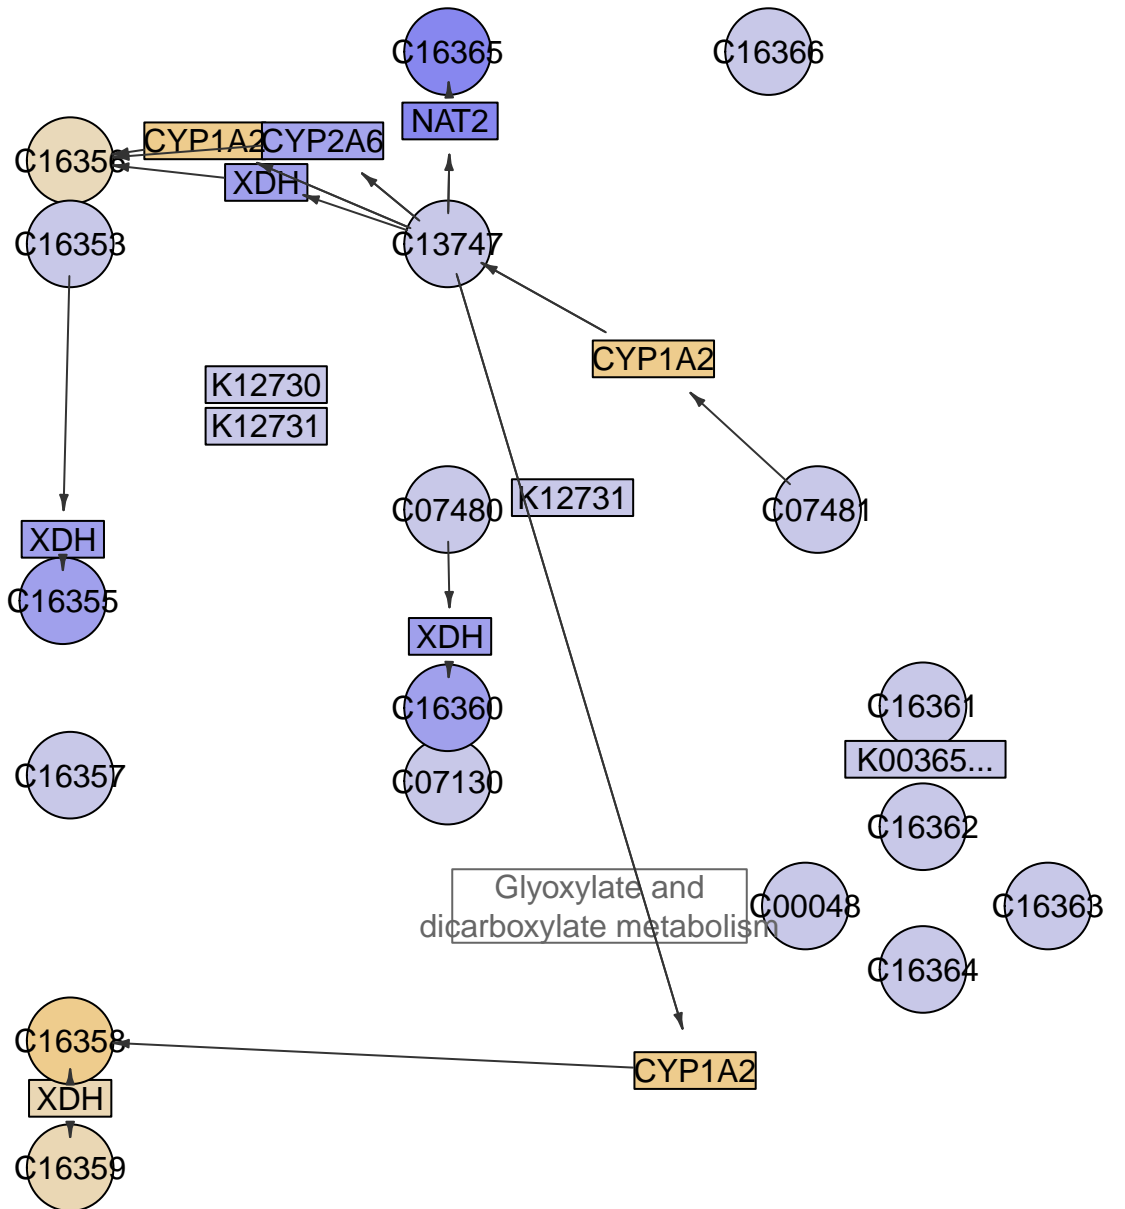 C16365
C16366
NAT2
CYP1A2
CYP2A6
C16356
XDH
C16353
C13747
CYP1A2
K12730
K12731
K12731
C07480
C07481
XDH
C16355
XDH
C16360
C16361
K00365...
C16357
C07130
C16362
Glyoxylate and
dicarboxylate metabolism
C00048
C16363
C16364
C16358
CYP1A2
XDH
C16359